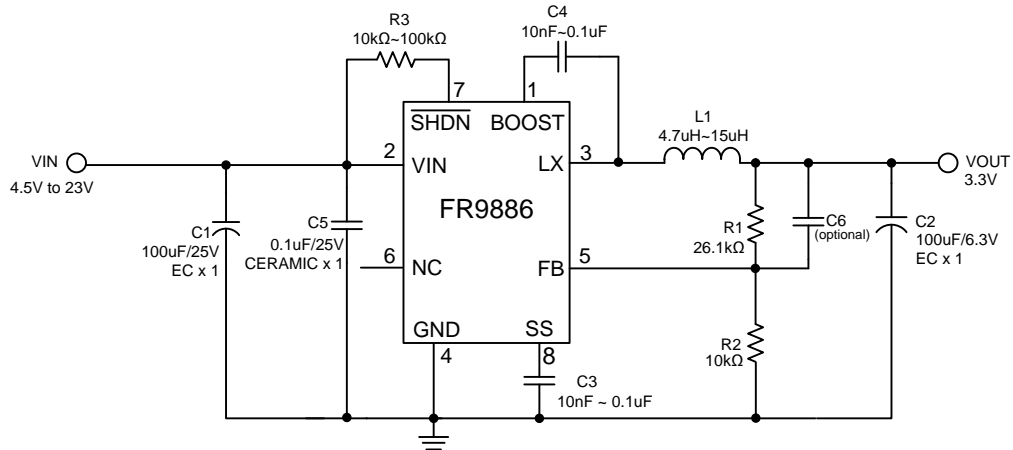 C4
10nF~0.1uF
R3
10kΩ~100kΩ
7
1
SHDN
BOOST
L1
4.7uH~15uH
VIN
4.5V to 23V
2
VIN
LX
3
VOUT
3.3V
FR9886
C1
100uF/25V
EC x 1
C5
0.1uF/25V
CERAMIC x 1
R1
26.1kΩ
C6
(optional)
C2
100uF/6.3V
EC x 1
6
NC
FB
5
GND
SS
4
8
R2
10kΩ
C3
10nF ~ 0.1uF